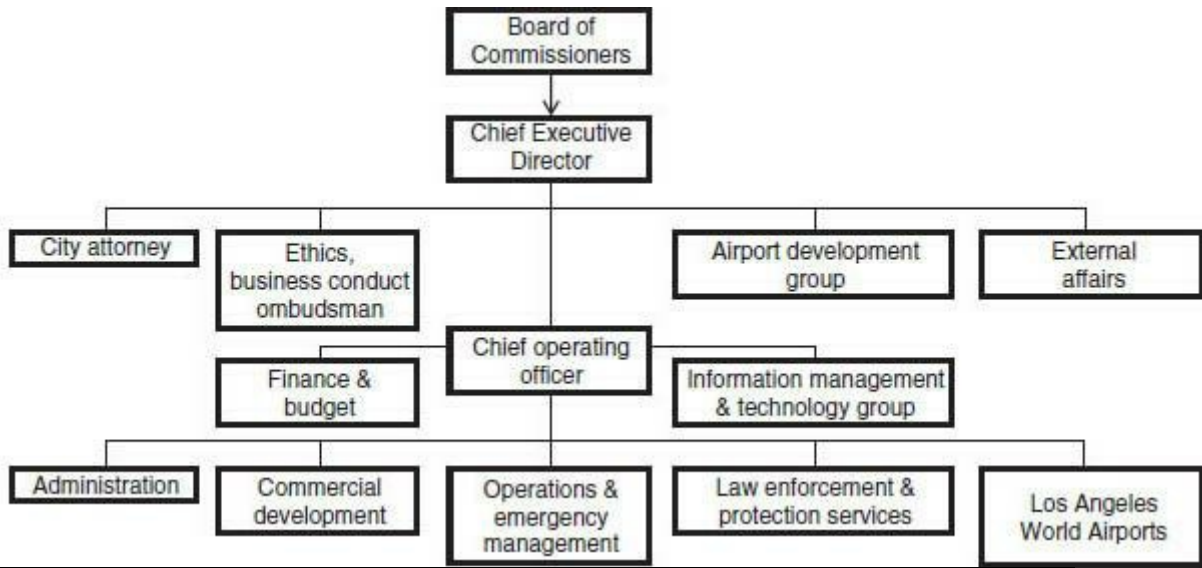 Board of
Commissioners
Chief Executive
Director
City attorney
Ethics,
business conduct
ombudsman
Airport development
group
External
affairs
Chief operating
officer
Finance &
budget
Information management
& technology group
Administration
Commercial
development
Operations &
emergency
management
Law enforcement &
protection services
Los Angeles
World Airports